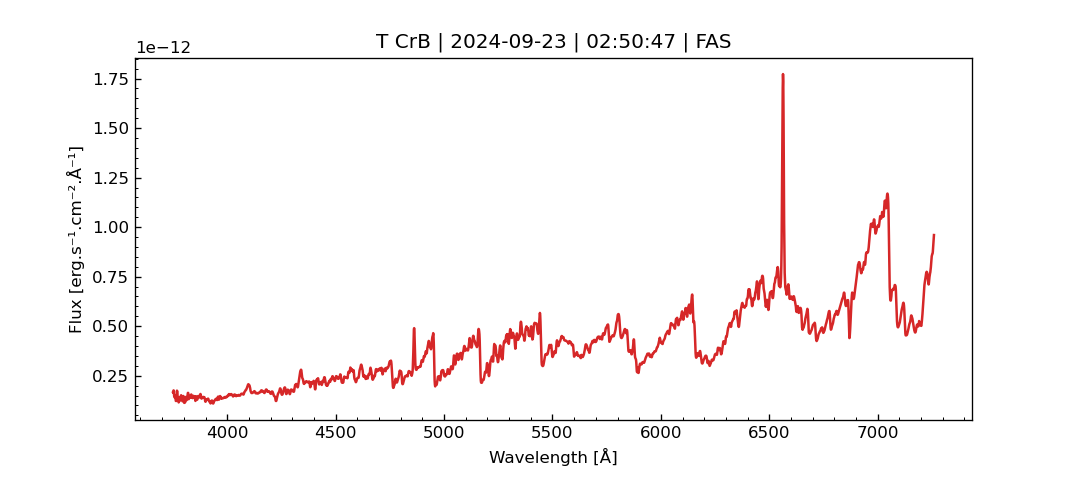 T CrB | 2024-09-23 | 02:50:47 | FAS
1e−12
1.75
1.50
1.25
1.00
0.75
0.50
0.25
Flux [erg.s⁻¹.cm⁻².Å⁻¹]
4000 4500 5000 5500 6000 6500 7000
Wavelength [Å]